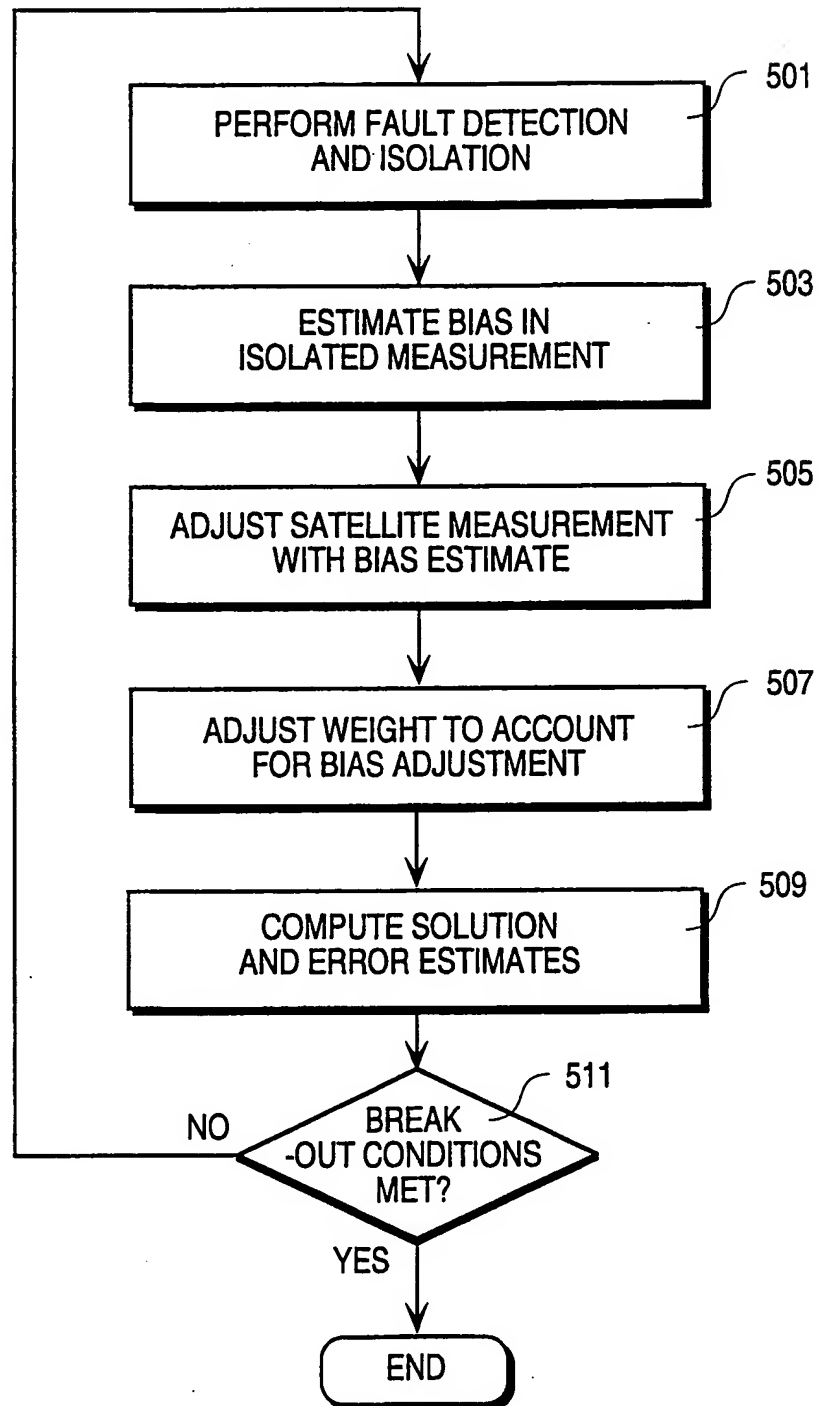 501
PERFORM FAULT DETECTION
AND ISOLATION
503
ESTIMATE BIAS IN
ISOLATED MEASUREMENT
505
ADJUST SATELLITE MEASUREMENT
WITH BIAS ESTIMATE
507
ADJUST WEIGHT TO ACCOUNT
FOR BIAS ADJUSTMENT
509
COMPUTE SOLUTION
AND ERROR ESTIMATES
511
NO
BREAK
-OUT CONDITIONS
MET?
YES
END